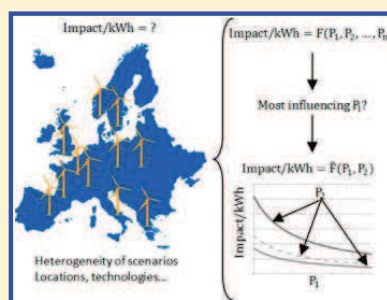 Impact/kWh = ?
Heterogeneity of scenarios
Locations, technologies...
Impact/kWh = F(P₁, P₂, ..., Pₙ
Most influencing Pᵢ?
Impact/kWh = F̂(P₁, P₂)
Impact/kWh
P₂
P₁